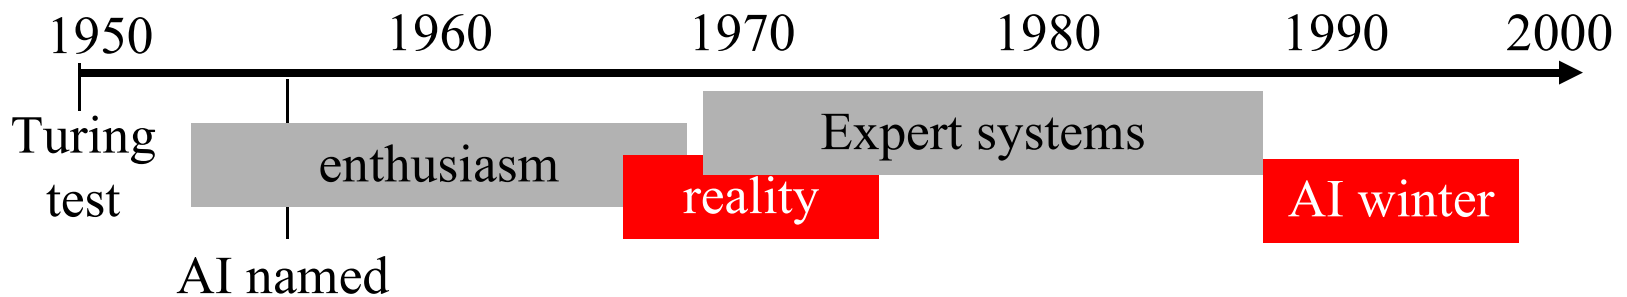 1950 1960 1970 1980 1990 2000
Turing
test
enthusiasm
Expert systems
reality
AI winter
AI named